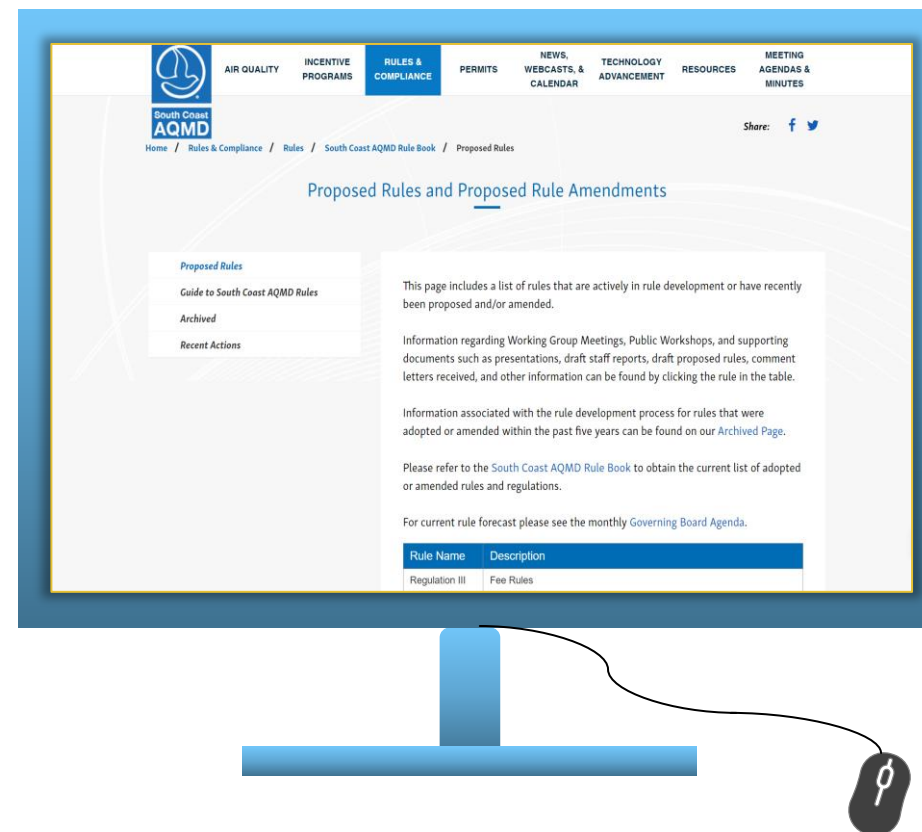 AIR QUALITY
INCENTIVE
PROGRAMS
RULES &
COMPLIANCE
PERMITS
NEWS,
WEBCASTS, &
CALENDAR
TECHNOLOGY
ADVANCEMENT
RESOURCES
MEETING
AGENDAS &
MINUTES
South Coast
AQMD
Share:
Home / Rules & Compliance / Rules / South Coast AQMD Rule Book / Proposed Rules
Proposed Rules and Proposed Rule Amendments
Proposed Rules
Guide to South Coast AQMD Rules
Archived
Recent Actions
This page includes a list of rules that are actively in rule development or have recently
been proposed and/or amended.
Information regarding Working Group Meetings, Public Workshops, and supporting
documents such as presentations, draft staff reports, draft proposed rules, comment
letters received, and other information can be found by clicking the rule in the table.
Information associated with the rule development process for rules that were
adopted or amended within the past five years can be found on our Archived Page.
Please refer to the South Coast AQMD Rule Book to obtain the current list of adopted
or amended rules and regulations.
For current rule forecast please see the monthly Governing Board Agenda.
Rule Name Description
Regulation III Fee Rules